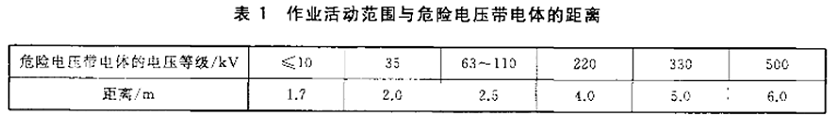 表 1 作业活动范围与危险电压带电体的距离
危险电压带电体的电压等级/kV ≤10 35 63～110 220 330 500
距离/m 1.7 2.0 2.5 4.0 5.0 6.0